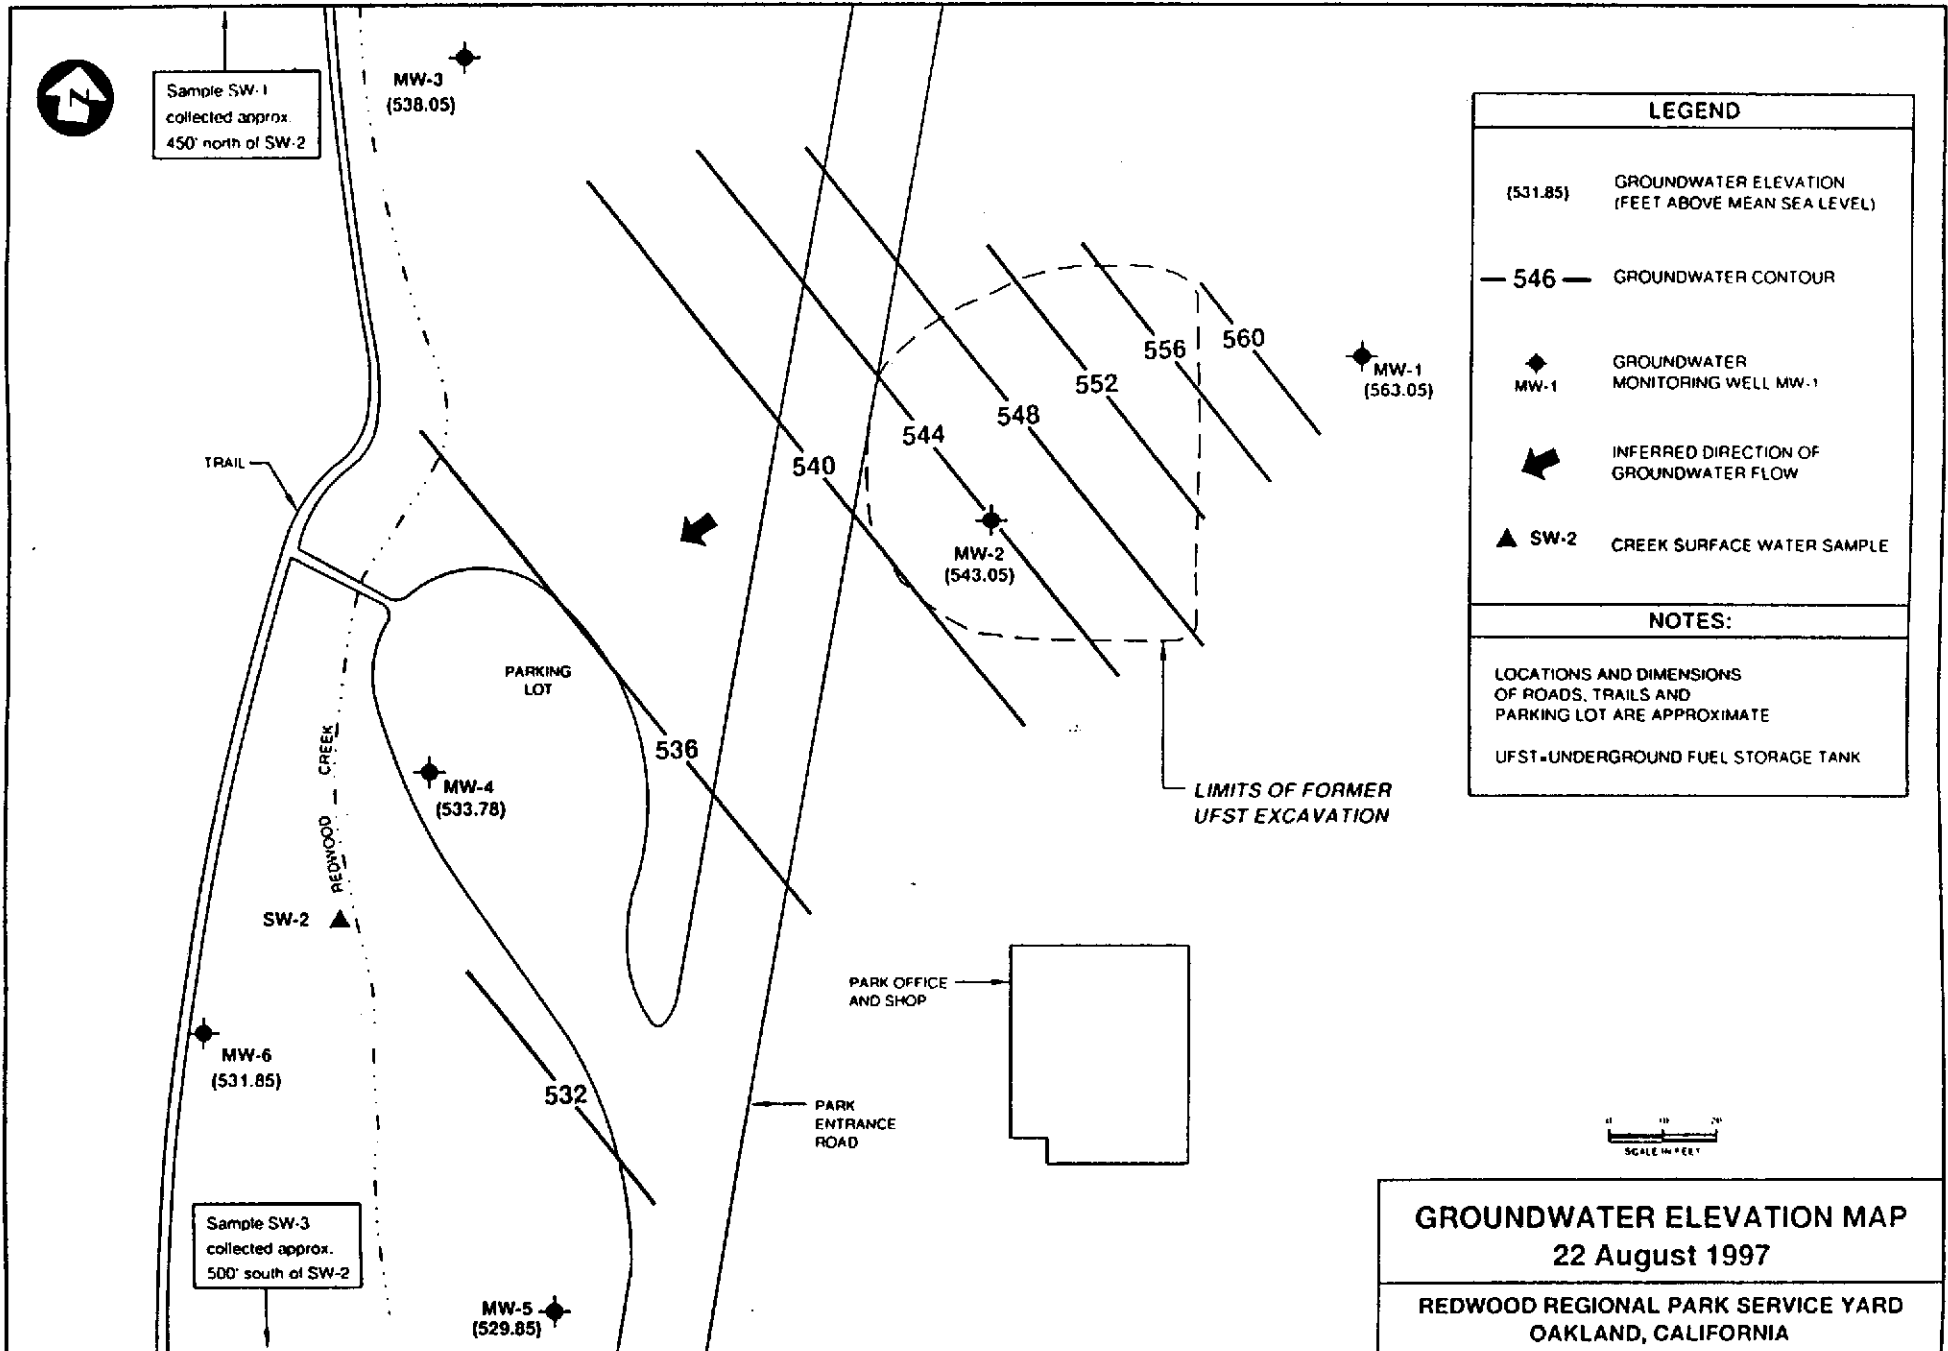 Sample SW-1
collected approx.
450' north of SW-2
MW-3
(538.05)
LEGEND
(531.85)
GROUNDWATER ELEVATION
(FEET ABOVE MEAN SEA LEVEL)
546
GROUNDWATER CONTOUR
MW-1
GROUNDWATER
MONITORING WELL MW-1
INFERRED DIRECTION OF
GROUNDWATER FLOW
SW-2
CREEK SURFACE WATER SAMPLE
NOTES:
LOCATIONS AND DIMENSIONS
OF ROADS, TRAILS AND
PARKING LOT ARE APPROXIMATE
UFST=UNDERGROUND FUEL STORAGE TANK
560
556
552
548
544
540
536
532
MW-1
(563.05)
MW-2
(543.05)
TRAIL
PARKING
LOT
REDWOOD CREEK
MW-4
(533.78)
LIMITS OF FORMER
UFST EXCAVATION
SW-2
PARK OFFICE
AND SHOP
MW-6
(531.85)
PARK
ENTRANCE
ROAD
Sample SW-3
collected approx.
500' south of SW-2
MW-5
(529.85)
SCALE IN FEET
GROUNDWATER ELEVATION MAP
22 August 1997
REDWOOD REGIONAL PARK SERVICE YARD
OAKLAND, CALIFORNIA
N